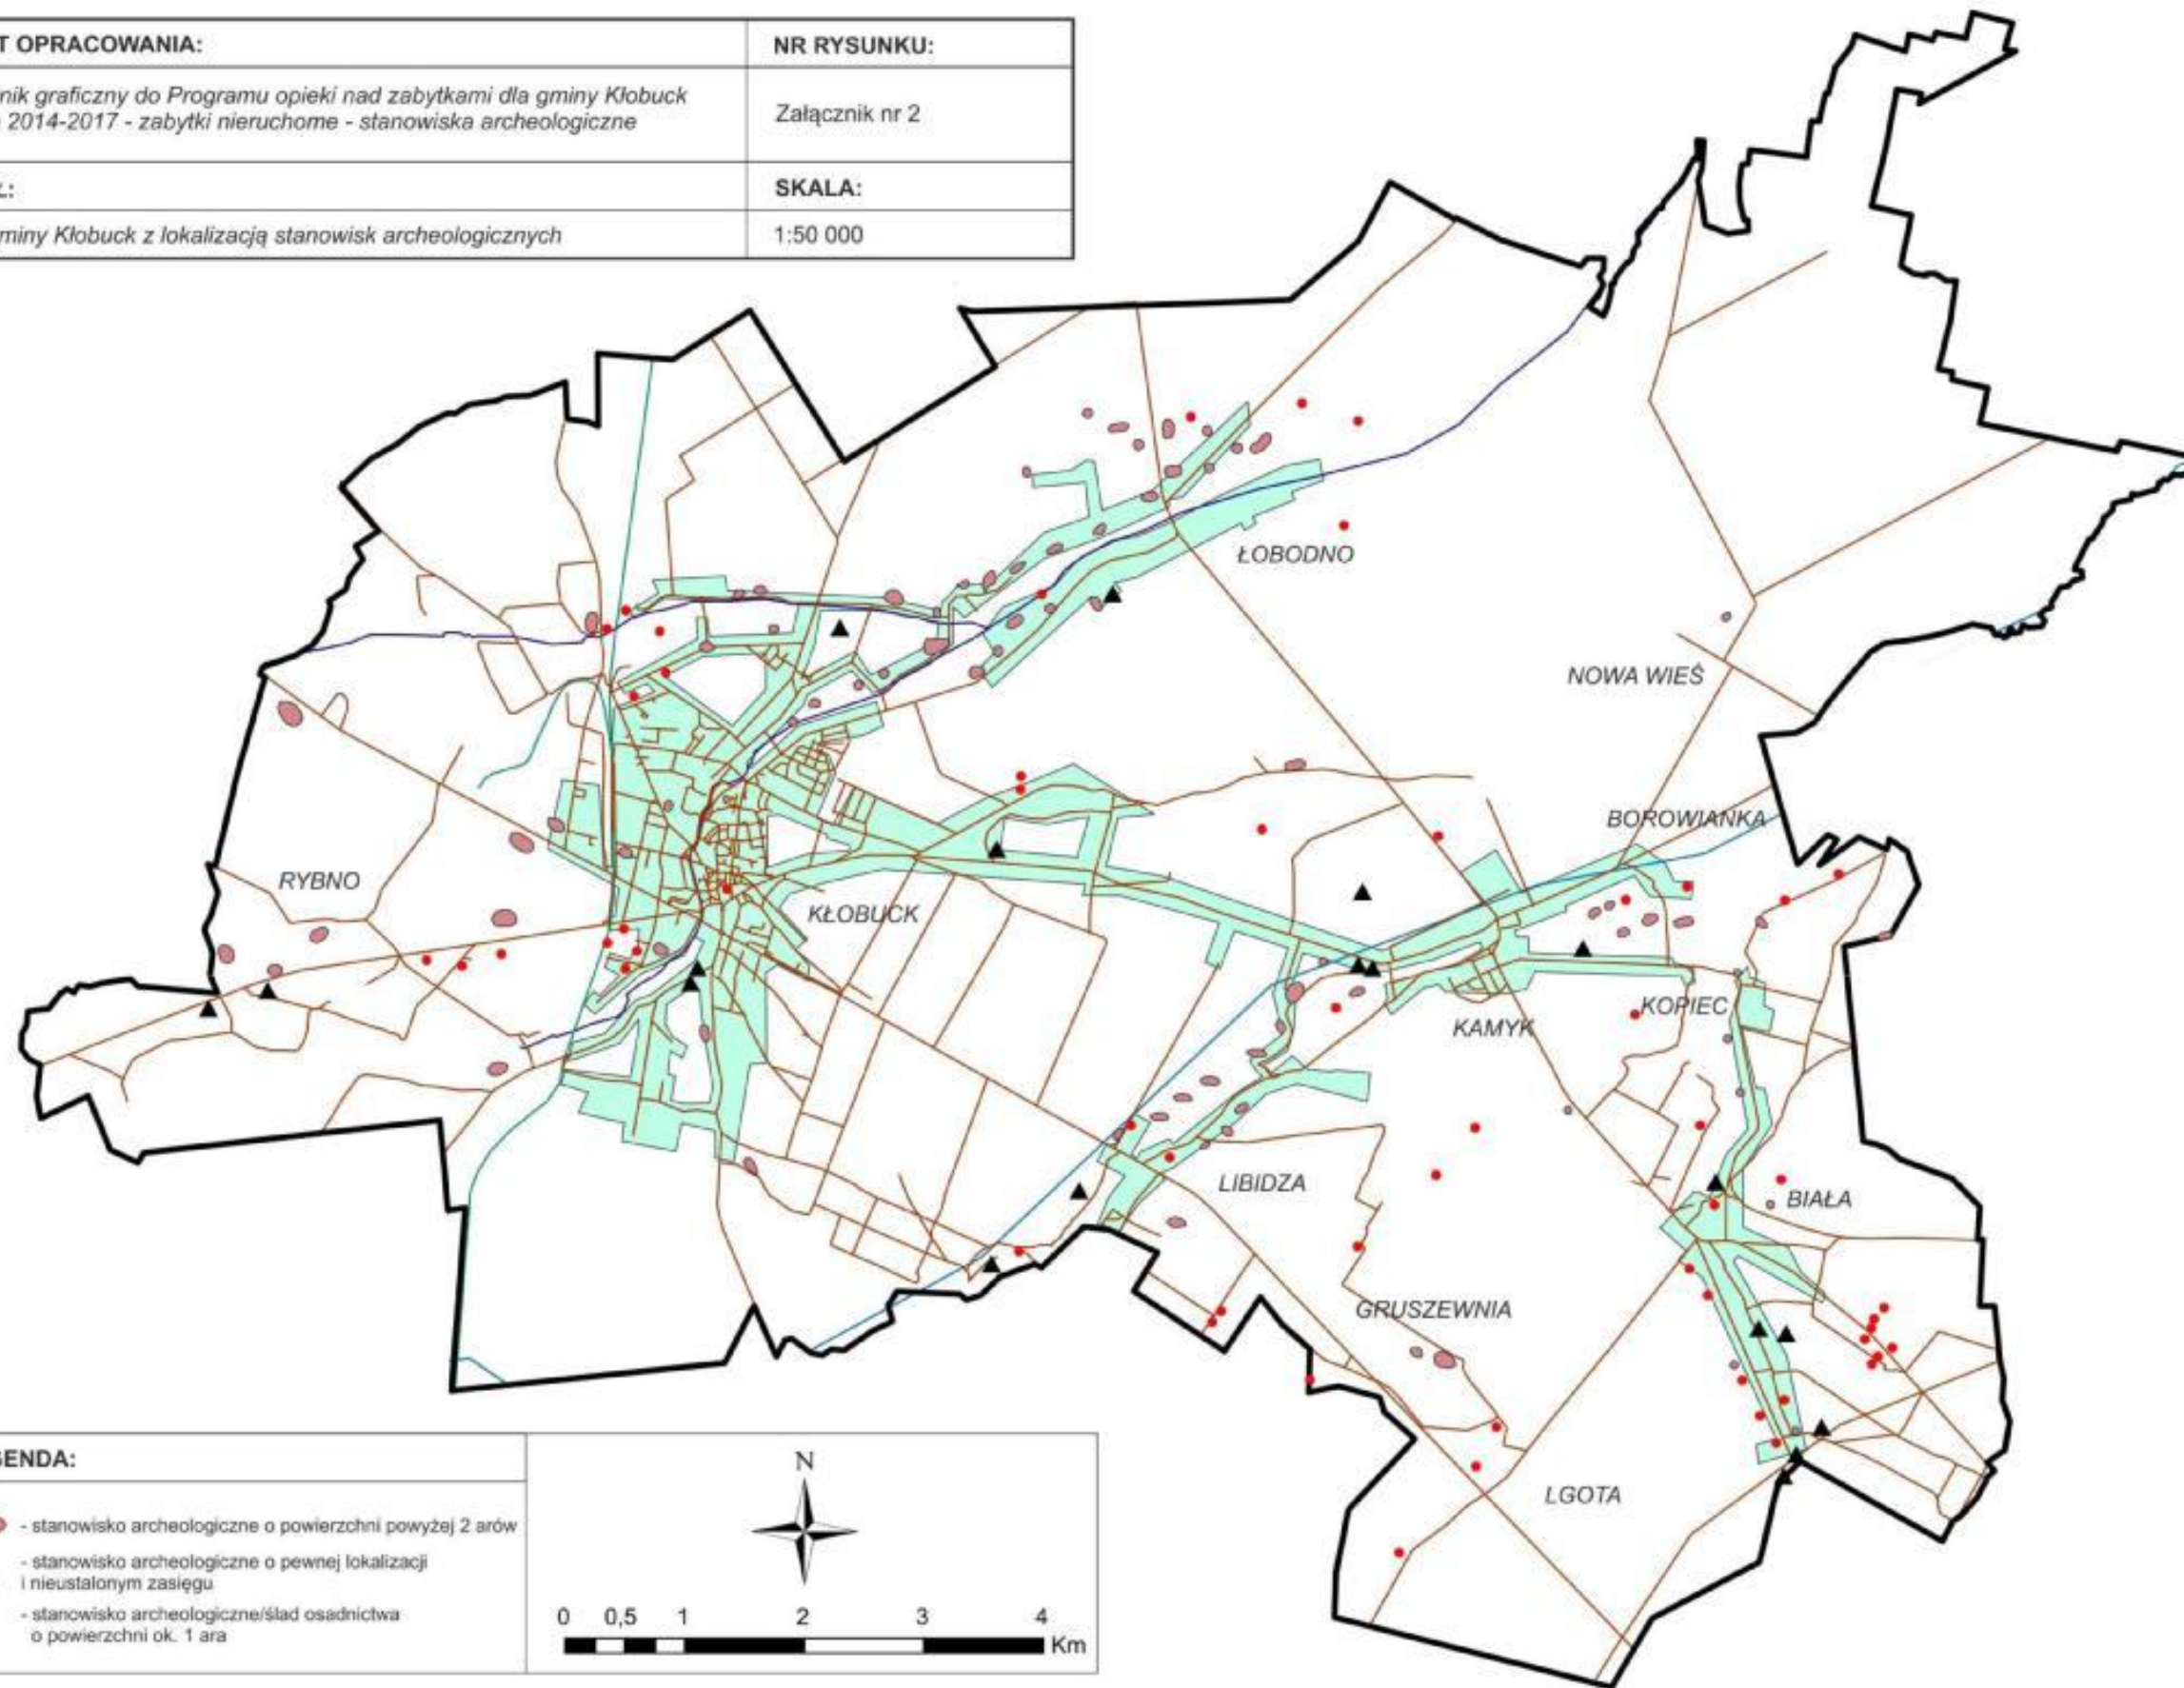 T OPRACOWANIA:
NR RYSUNKU:
nik graficzny do Programu opieki nad zabytkami dla gminy Kłobuck
2014-2017 - zabytki nieruchome - stanowiska archeologiczne
Załącznik nr 2
SKALA:
miny Kłobuck z lokalizacją stanowisk archeologicznych
1:50 000
ŁOBODNO
NOWA WIEŚ
BOROWIANKA
RYBNO
KŁOBUCK
KOPIEC
KAMYK
LIBIDZA
BIAŁA
GRUSZEWNIA
LGOTA
ENDA:
- stanowisko archeologiczne o powierzchni powyżej 2 arów
- stanowisko archeologiczne o pewnej lokalizacji
i nieustalonym zasięgu
- stanowisko archeologiczne/ślad osadnictwa
o powierzchni ok. 1 ara
N
0 0,5 1 2 3 4
Km